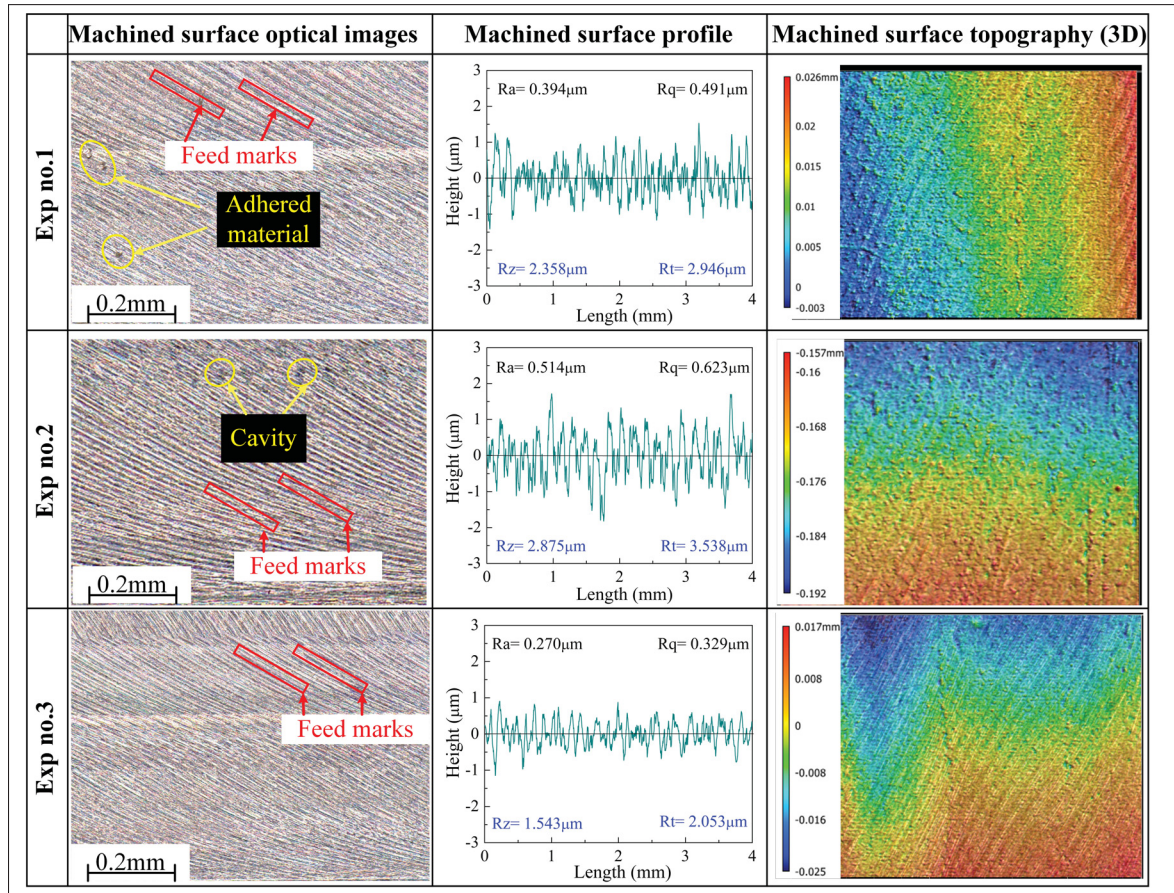 Machined surface optical images
Machined surface profile
Machined surface topography (3D)
Exp no.1
Feed marks
Adhered
material
0.2mm
Ra= 0.394μm
Rq= 0.491μm
3
2
1
0
-1
-2
-3
Height (μm)
Rz= 2.358μm
Rt= 2.946μm
0 1 2 3 4
Length (mm)
0.026mm
0.02
0.015
0.01
0.005
0
-0.003
Exp no.2
Cavity
Feed marks
0.2mm
Ra= 0.514μm
Rq= 0.623μm
3
2
1
0
-1
-2
-3
Height (μm)
Rz= 2.875μm
Rt= 3.538μm
0 1 2 3 4
Length (mm)
-0.157mm
-0.16
-0.168
-0.176
-0.184
-0.192
Exp no.3
Feed marks
0.2mm
Ra= 0.270μm
Rq= 0.329μm
3
2
1
0
-1
-2
-3
Height (μm)
Rz= 1.543μm
Rt= 2.053μm
0 1 2 3 4
Length (mm)
0.017mm
0.008
0
-0.008
-0.016
-0.025